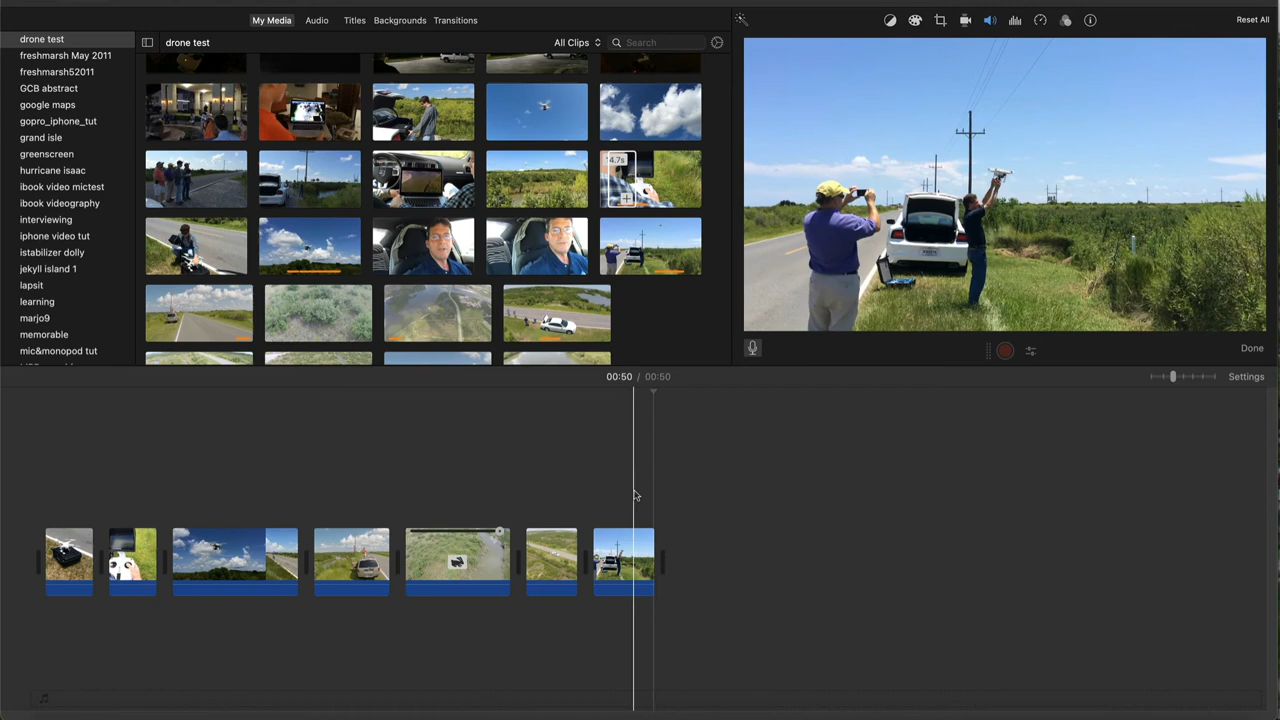 My Media Audio Titles Backgrounds Transitions
Reset All
drone test
drone test All Clips Search
freshmarsh May 2011
freshmarsh52011
GCB abstract
google maps
gopro_iphone_tut
grand isle
greenscreen
14.7s
hurricane isaac
ibook video mictest
ibook videography
interviewing
iphone video tut
istabilizer dolly
jekyll island 1
lapsit
learning
marjo9
memorable
mic&monopod tut
Done
00:50 / 00:50
Settings